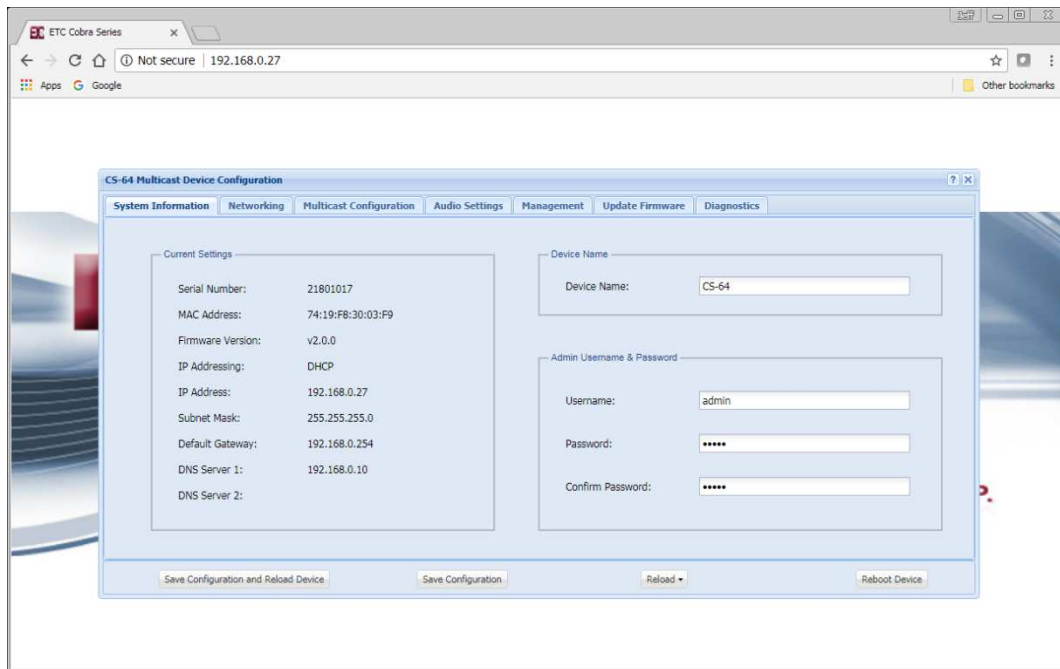 Jeff
EC ETC Cobra Series
Not secure | 192.168.0.27
Apps Google
Other bookmarks
CS-64 Multicast Device Configuration
System Information Networking Multicast Configuration Audio Settings Management Update Firmware Diagnostics
Current Settings
Serial Number: 21801017
MAC Address: 74:19:F8:30:03:F9
Firmware Version: v2.0.0
IP Addressing: DHCP
IP Address: 192.168.0.27
Subnet Mask: 255.255.255.0
Default Gateway: 192.168.0.254
DNS Server 1: 192.168.0.10
DNS Server 2:
Device Name
Device Name: CS-64
Admin Username & Password
Username: admin
Password: •••••
Confirm Password: •••••
P.
Save Configuration and Reload Device Save Configuration Reload Reboot Device